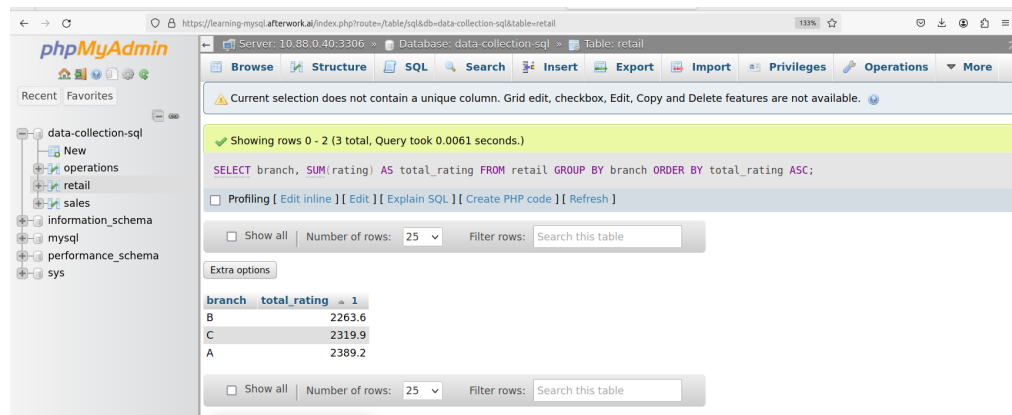 https://learning-mysql.afterwork.ai/index.php?route=/table/sql&db=data-collection-sql&table=retail
133%
phpMyAdmin
Recent Favorites
data-collection-sql
New
operations
retail
sales
information_schema
mysql
performance_schema
sys
Server: 10.88.0.40:3306 » Database: data-collection-sql » Table: retail
Browse Structure SQL Search Insert Export Import Privileges Operations More
Current selection does not contain a unique column. Grid edit, checkbox, Edit, Copy and Delete features are not available.
Showing rows 0 - 2 (3 total, Query took 0.0061 seconds.)
SELECT branch, SUM(rating) AS total_rating FROM retail GROUP BY branch ORDER BY total_rating ASC;
Profiling [ Edit inline ] [ Edit ] [ Explain SQL ] [ Create PHP code ] [ Refresh ]
Show all | Number of rows: 25 Filter rows: Search this table
Extra options
branch total_rating 1
B 2263.6
C 2319.9
A 2389.2
Show all | Number of rows: 25 Filter rows: Search this table